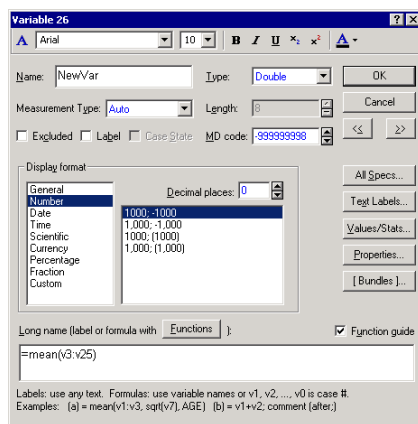 Variable 26
A Arial 10 B I U ×₂ ×² A
Name: NewVar Type: Double OK
Measurement Type: Auto Length: 8 Cancel
Excluded Label Case State MD code: -999999998 << >>
Display format
All Specs...
General
Number
Date
Time
Scientific
Currency
Percentage
Fraction
Custom
Decimal places: 0
1000; -1000
1,000; -1,000
1000; (1000)
1,000; (1,000)
Text Labels...
Values/Stats...
Properties...
[ Bundles ]...
Long name (label or formula with Functions ): Function guide
=mean(v3:v25)
Labels: use any text. Formulas: use variable names or v1, v2, ..., v0 is case #.
Examples: (a) = mean(v1:v3, sqrt(v7), AGE) (b) = v1+v2; comment (after;)